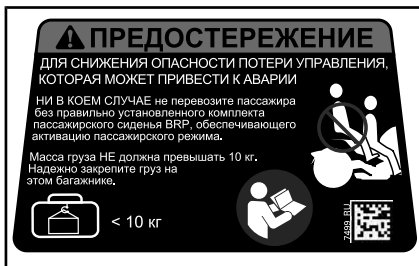 ПРЕДОСТЕРЕЖЕНИЕ
ДЛЯ СНИЖЕНИЯ ОПАСНОСТИ ПОТЕРИ УПРАВЛЕНИЯ,
КОТОРАЯ МОЖЕТ ПРИВЕСТИ К АВАРИИ
НИ В КОЕМ СЛУЧАЕ не перевозите пассажира
без правильно установленного комплекта
пассажирского сиденья BRP, обеспечивающего
активацию пассажирского режима.
Масса груза НЕ должна превышать 10 кг.
Надежно закрепите груз на
этом багажнике.
< 10 кг
7499_RU